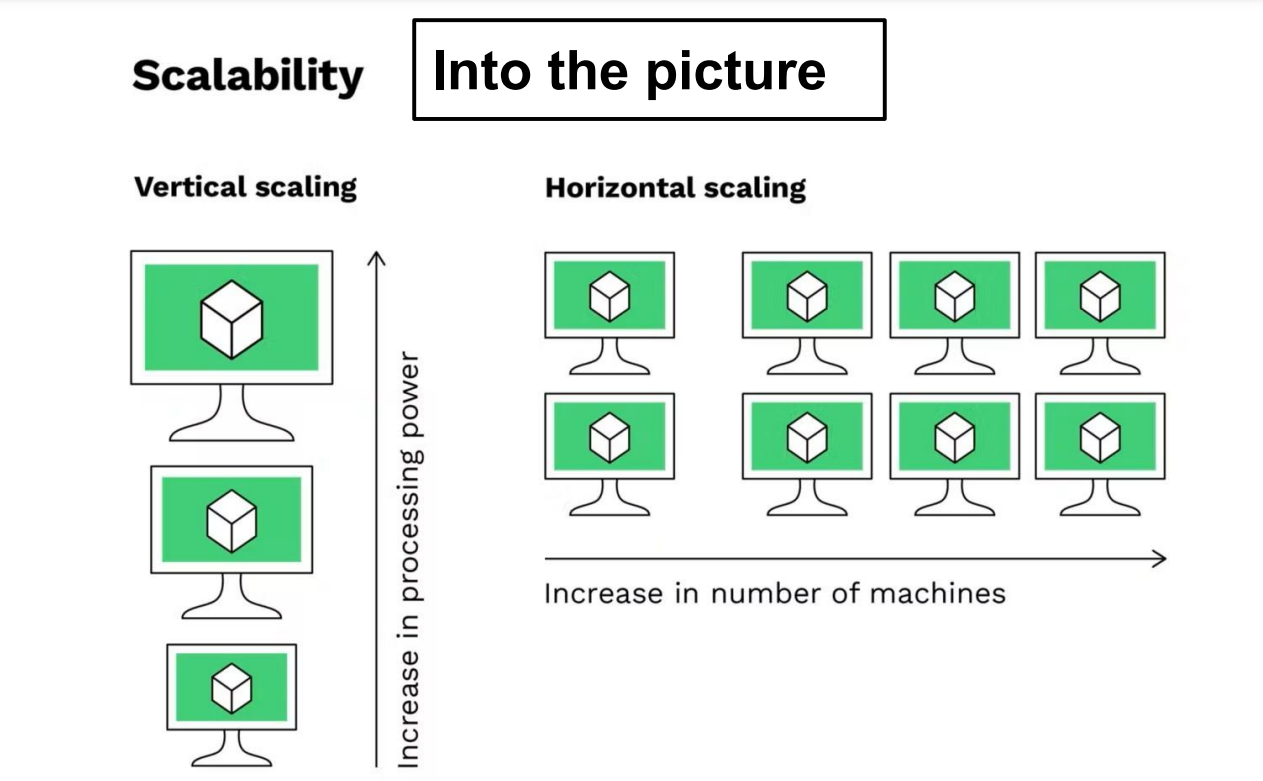 Scalability
Into the picture
Vertical scaling
Horizontal scaling
Increase in processing power
Increase in number of machines